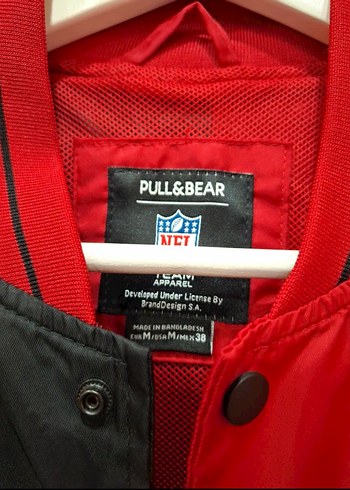 PULL&BEAR
NFL
TEAM
APPAREL
Developed Under License By
BrandDesign S.A.
MADE IN BANGLADESH
EUR M/USA M/MEX 38